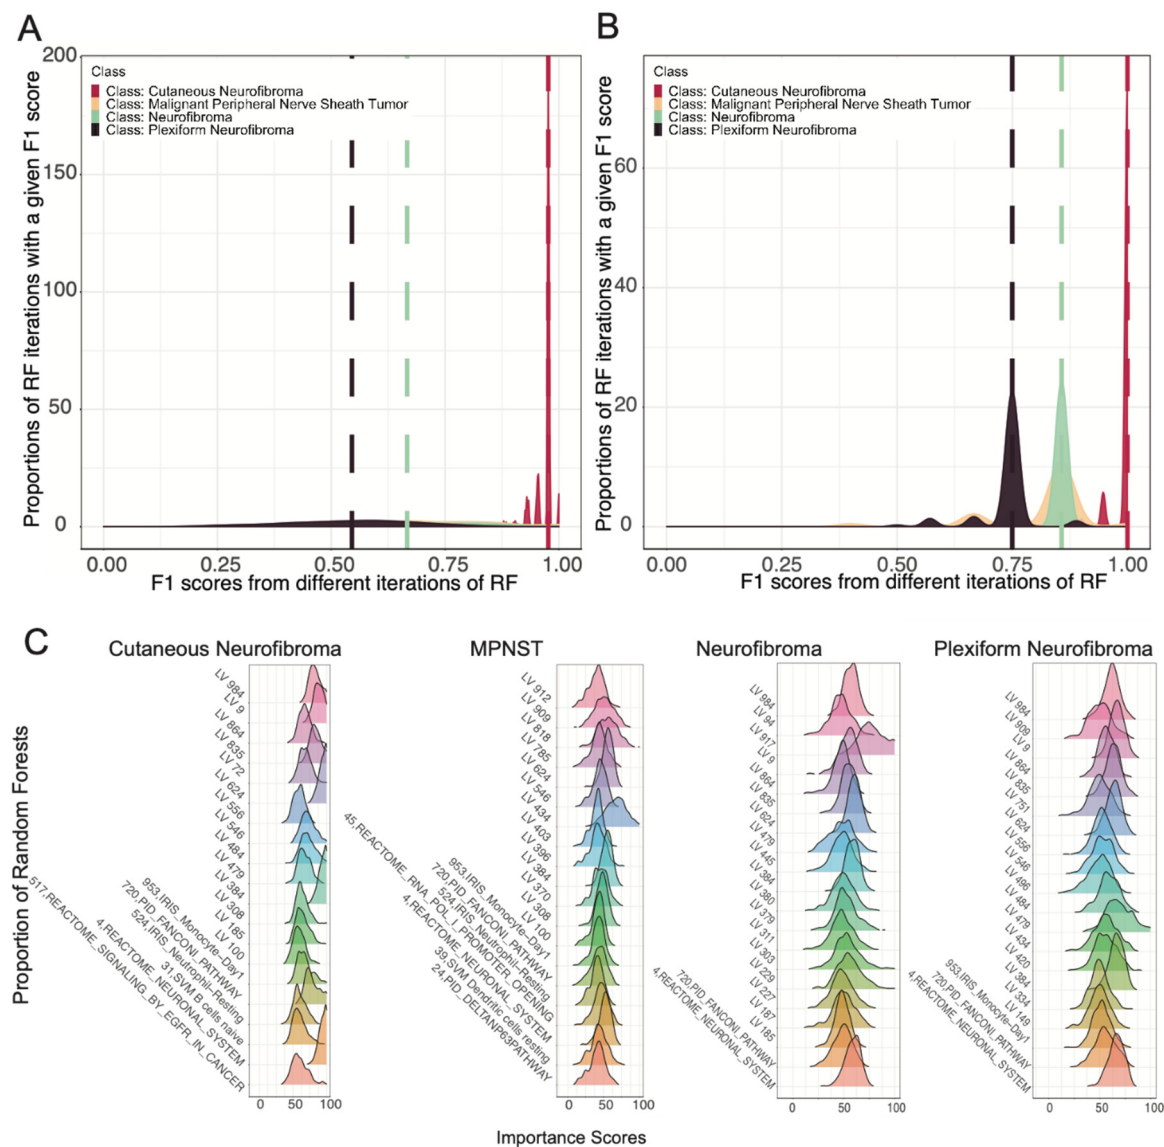 A
B
200
150
100
50
0
Proportions of RF iterations with a given F1 score
Class
Class: Cutaneous Neurofibroma
Class: Malignant Peripheral Nerve Sheath Tumor
Class: Neurofibroma
Class: Plexiform Neurofibroma
0.00
0.25
0.50
0.75
1.00
F1 scores from different iterations of RF
60
40
20
0
Proportions of RF iterations with a given F1 score
Class
Class: Cutaneous Neurofibroma
Class: Malignant Peripheral Nerve Sheath Tumor
Class: Neurofibroma
Class: Plexiform Neurofibroma
0.00
0.25
0.50
0.75
1.00
F1 scores from different iterations of RF
C
Proportion of Random Forests
Cutaneous Neurofibroma
LV 984
LV 9
LV 864
LV 835
LV 72
LV 624
LV 556
LV 546
LV 484
LV 479
LV 384
LV 308
LV 185
LV 100
953,IRIS_Monocyte-Day1
720,PID_FANCONI_PATHWAY
524,IRIS_Neutrophil-Resting
31,SVM B cells naive
4,REACTOME_NEURONAL_SYSTEM
517,REACTOME_SIGNALING_BY_EGFR_IN_CANCER
0 50 100
MPNST
LV 912
LV 909
LV 818
LV 785
LV 624
LV 546
LV 434
LV 403
LV 396
LV 384
LV 370
LV 308
LV 100
953,IRIS_Monocyte-Day1
720,PID_FANCONI_PATHWAY
524,IRIS_Neutrophil-Resting
45,REACTOME_RNA_POL_I_PROMOTER_OPENING
4,REACTOME_NEURONAL_SYSTEM
39,SVM Dendritic cells resting
24,PID_DELTANP63PATHWAY
0 50 100
Neurofibroma
LV 984
LV 94
LV 917
LV 9
LV 864
LV 835
LV 624
LV 479
LV 445
LV 384
LV 380
LV 379
LV 311
LV 303
LV 229
LV 227
LV 187
LV 185
720,PID_FANCONI_PATHWAY
4,REACTOME_NEURONAL_SYSTEM
0 50 100
Plexiform Neurofibroma
LV 984
LV 909
LV 9
LV 864
LV 835
LV 751
LV 624
LV 556
LV 546
LV 496
LV 484
LV 479
LV 434
LV 420
LV 384
LV 334
LV 149
953,IRIS_Monocyte-Day1
720,PID_FANCONI_PATHWAY
4,REACTOME_NEURONAL_SYSTEM
0 50 100
Importance Scores